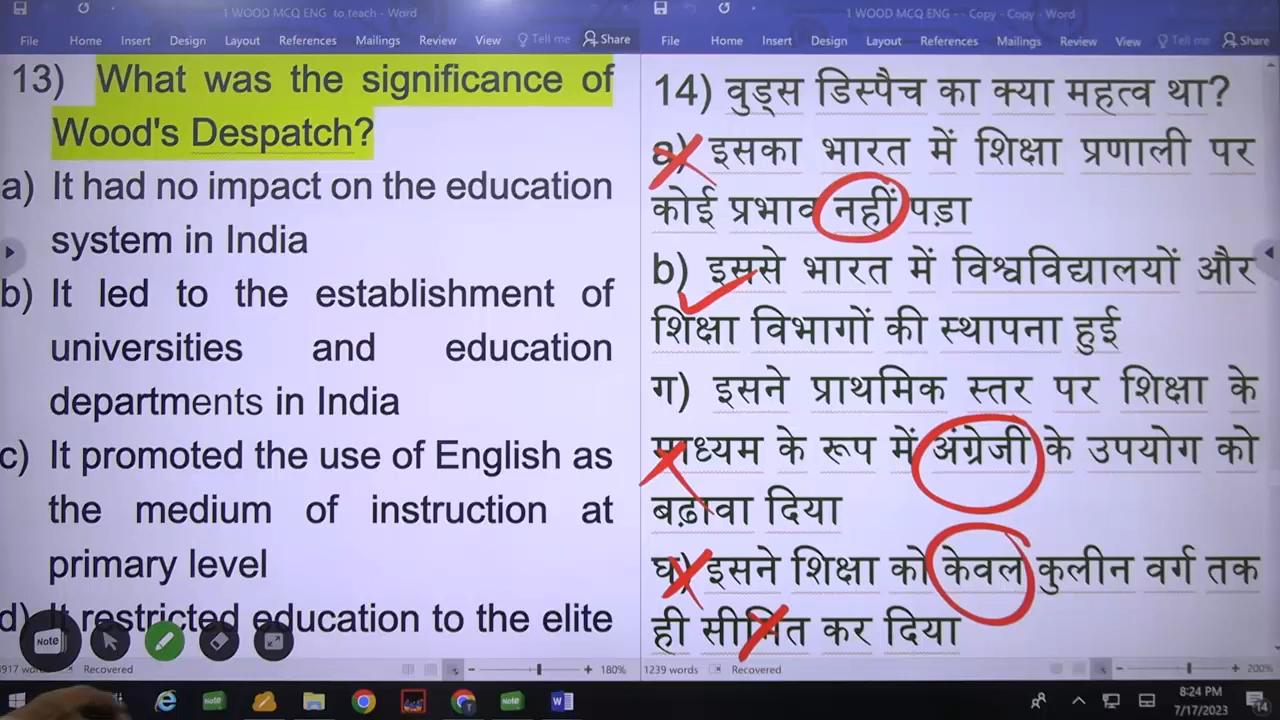 1 WOOD MCQ ENG to teach - Word
File Home Insert Design Layout References Mailings Review View Tell me Share
13) What was the significance of
Wood's Despatch?
a) It had no impact on the education
system in India
b) It led to the establishment of
universities and education
departments in India
c) It promoted the use of English as
the medium of instruction at
primary level
d) It restricted education to the elite
Note
3917 words Recovered 180%
1 WOOD MCQ ENG - - Copy - Copy - Word
File Home Insert Design Layout References Mailings Review View Tell me Share
14) वुड्स डिस्पैच का क्या महत्व था?
a) इसका भारत में शिक्षा प्रणाली पर
कोई प्रभाव नहीं पड़ा
b) इससे भारत में विश्वविद्यालयों और
शिक्षा विभागों की स्थापना हुई
ग) इसने प्राथमिक स्तर पर शिक्षा के
माध्यम के रूप में अंग्रेजी के उपयोग को
बढ़ावा दिया
घ) इसने शिक्षा को केवल कुलीन वर्ग तक
ही सीमित कर दिया
1239 words Recovered 200%
Note Note
8:24 PM
7/17/2023
14